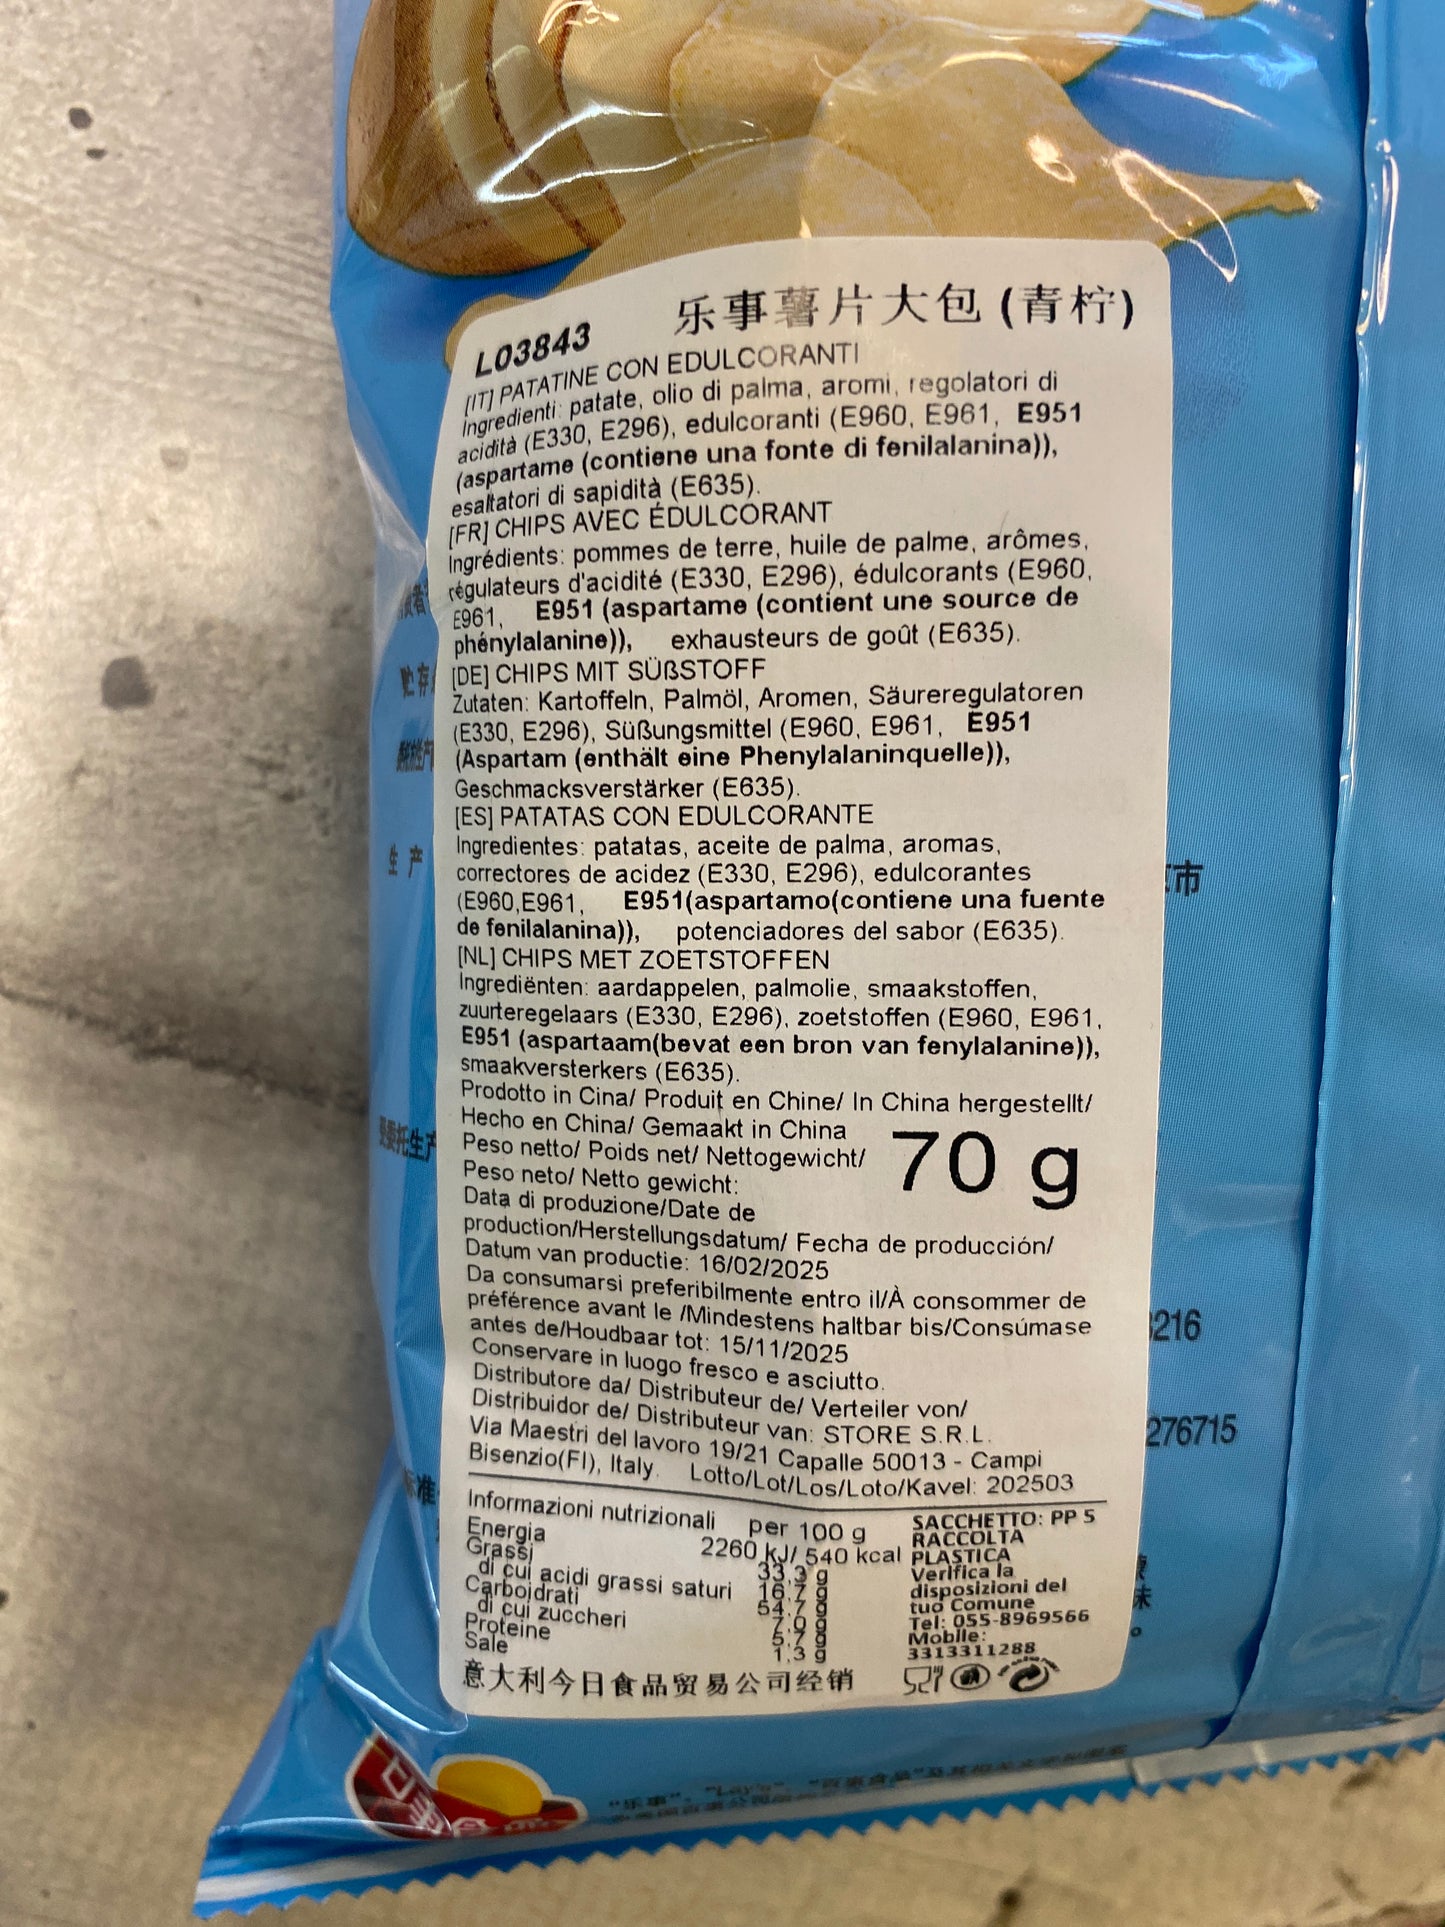 乐事薯片大包 (青柠)
L03843
[IT] PATATINE CON EDULCORANTI
Ingredienti: patate, olio di palma, aromi, regolatori di
acidità (E330, E296), edulcoranti (E960, E961, E951
(aspartame (contiene una fonte di fenilalanina)),
esaltatori di sapidità (E635).
[FR] CHIPS AVEC ÉDULCORANT
Ingrédients: pommes de terre, huile de palme, arômes,
régulateurs d'acidité (E330, E296), édulcorants (E960,
E961, E951 (aspartame (contient une source de
phénylalanine)), exhausteurs de goût (E635).
[DE] CHIPS MIT SÜßSTOFF
Zutaten: Kartoffeln, Palmöl, Aromen, Säureregulatoren
(E330, E296), Süßungsmittel (E960, E961, E951
(Aspartam (enthält eine Phenylalaninquelle)),
Geschmacksverstärker (E635).
[ES] PATATAS CON EDULCORANTE
Ingredientes: patatas, aceite de palma, aromas,
correctores de acidez (E330, E296), edulcorantes
(E960,E961, E951(aspartamo(contiene una fuente
de fenilalanina)), potenciadores del sabor (E635).
[NL] CHIPS MET ZOETSTOFFEN
Ingrediënten: aardappelen, palmolie, smaakstoffen,
zuurteregelaars (E330, E296), zoetstoffen (E960, E961,
E951 (aspartaam(bevat een bron van fenylalanine)),
smaakversterkers (E635).
Prodotto in Cina/ Produit en Chine/ In China hergestellt/
Hecho en China/ Gemaakt in China
Peso netto/ Poids net/ Nettogewicht/
Peso neto/ Netto gewicht:
70 g
Data di produzione/Date de
production/Herstellungsdatum/ Fecha de producción/
Datum van productie: 16/02/2025
Da consumarsi preferibilmente entro il/À consommer de
préférence avant le /Mindestens haltbar bis/Consúmase
antes de/Houdbaar tot: 15/11/2025
Conservare in luogo fresco e asciutto.
Distributore da/ Distributeur de/ Verteiler von/
Distribuidor de/ Distributeur van: STORE S.R.L.
Via Maestri del lavoro 19/21 Capalle 50013 - Campi
Bisenzio(FI), Italy. Lotto/Lot/Los/Loto/Kavel: 202503
Informazioni nutrizionali per 100 g
Energia 2260 kJ/ 540 kcal
Grassi 33,3 g
di cui acidi grassi saturi 16,7 g
Carboidrati 54,7 g
di cui zuccheri 7,0 g
Proteine 5,7 g
Sale 1,3 g
SACCHETTO: PP 5
RACCOLTA
PLASTICA
Verifica la
disposizioni del
tuo Comune
Tel: 055-8969566
Mobile:
3313311288
意大利今日食品贸易公司经销
贮存
生产
委托生产
标准
市
216
276715
味